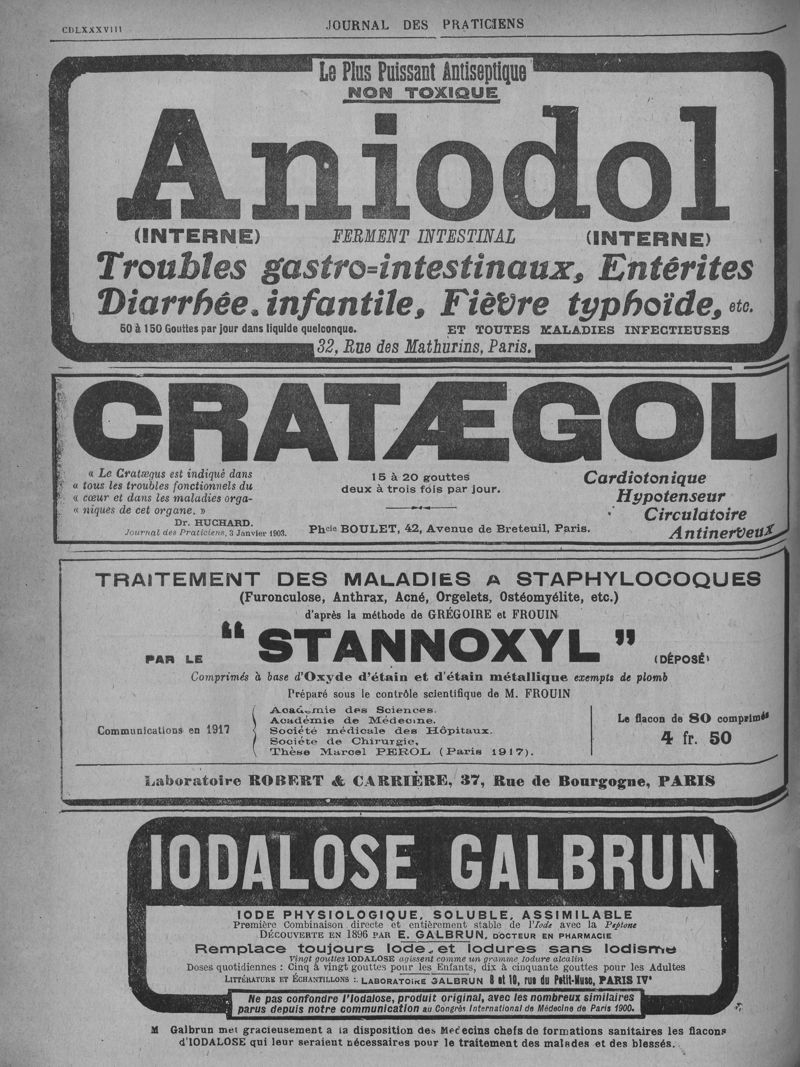 CDLXXXVIII
JOURNAL DES PRATICIENS
Le Plus Puissant Antiseptique
NON TOXIQUE
Aniodol
(INTERNE) FERMENT INTESTINAL (INTERNE)
Troubles gastro=intestinaux, Entérites
Diarrhée infantile, Fièvre typhoïde, etc.
50 à 150 Gouttes par jour dans liquide quelconque. ET TOUTES MALADIES INFECTIEUSES
32, Rue des Mathurins, Paris.
CRATÆGOL
« Le Cratægus est indiqué dans
« tous les troubles fonctionnels du
« cœur et dans les maladies orga-
« niques de cet organe. »
Dr. HUCHARD.
Journal des Praticiens, 3 Janvier 1903.
15 à 20 gouttes
deux à trois fois par jour.
Phcie BOULET, 42, Avenue de Breteuil, Paris.
Cardiotonique
Hypotenseur
Circulatoire
Antinerveux
TRAITEMENT DES MALADIES A STAPHYLOCOQUES
(Furonculose, Anthrax, Acné, Orgelets, Ostéomyélite, etc.)
d'après la méthode de GRÉGOIRE et FROUIN
PAR LE “ STANNOXYL ” (DÉPOSÉ)
Comprimés à base d'Oxyde d'étain et d'étain métallique exempts de plomb
Préparé sous le contrôle scientifique de M. FROUIN
Communications en 1917
Académie des Sciences.
Académie de Médecine.
Société médicale des Hôpitaux.
Société de Chirurgie.
Thèse Marcel PEROL (Paris 1917).
Le flacon de 80 comprimés
4 fr. 50
Laboratoire ROBERT & CARRIÈRE, 37, Rue de Bourgogne, PARIS
IODALOSE GALBRUN
IODE PHYSIOLOGIQUE, SOLUBLE, ASSIMILABLE
Première Combinaison directe et entièrement stable de l'Iode avec la Peptone
DÉCOUVERTE EN 1896 PAR E. GALBRUN, DOCTEUR EN PHARMACIE
Remplace toujours Iode et Iodures sans Iodisme
Vingt gouttes IODALOSE agissent comme un gramme Iodure alcalin
Doses quotidiennes : Cinq à vingt gouttes pour les Enfants, dix à cinquante gouttes pour les Adultes
LITTÉRATURE ET ÉCHANTILLONS : LABORATOIRE GALBRUN 8 et 10, rue du Petit-Musc, PARIS IVe
Ne pas confondre l'Iodalose, produit original, avec les nombreux similaires
parus depuis notre communication au Congrès International de Médecine de Paris 1900.
M Galbrun met gracieusement a la disposition des Medecins chefs de formations sanitaires les flacons
d'IODALOSE qui leur seraient nécessaires pour le traitement des malades et des blessés.